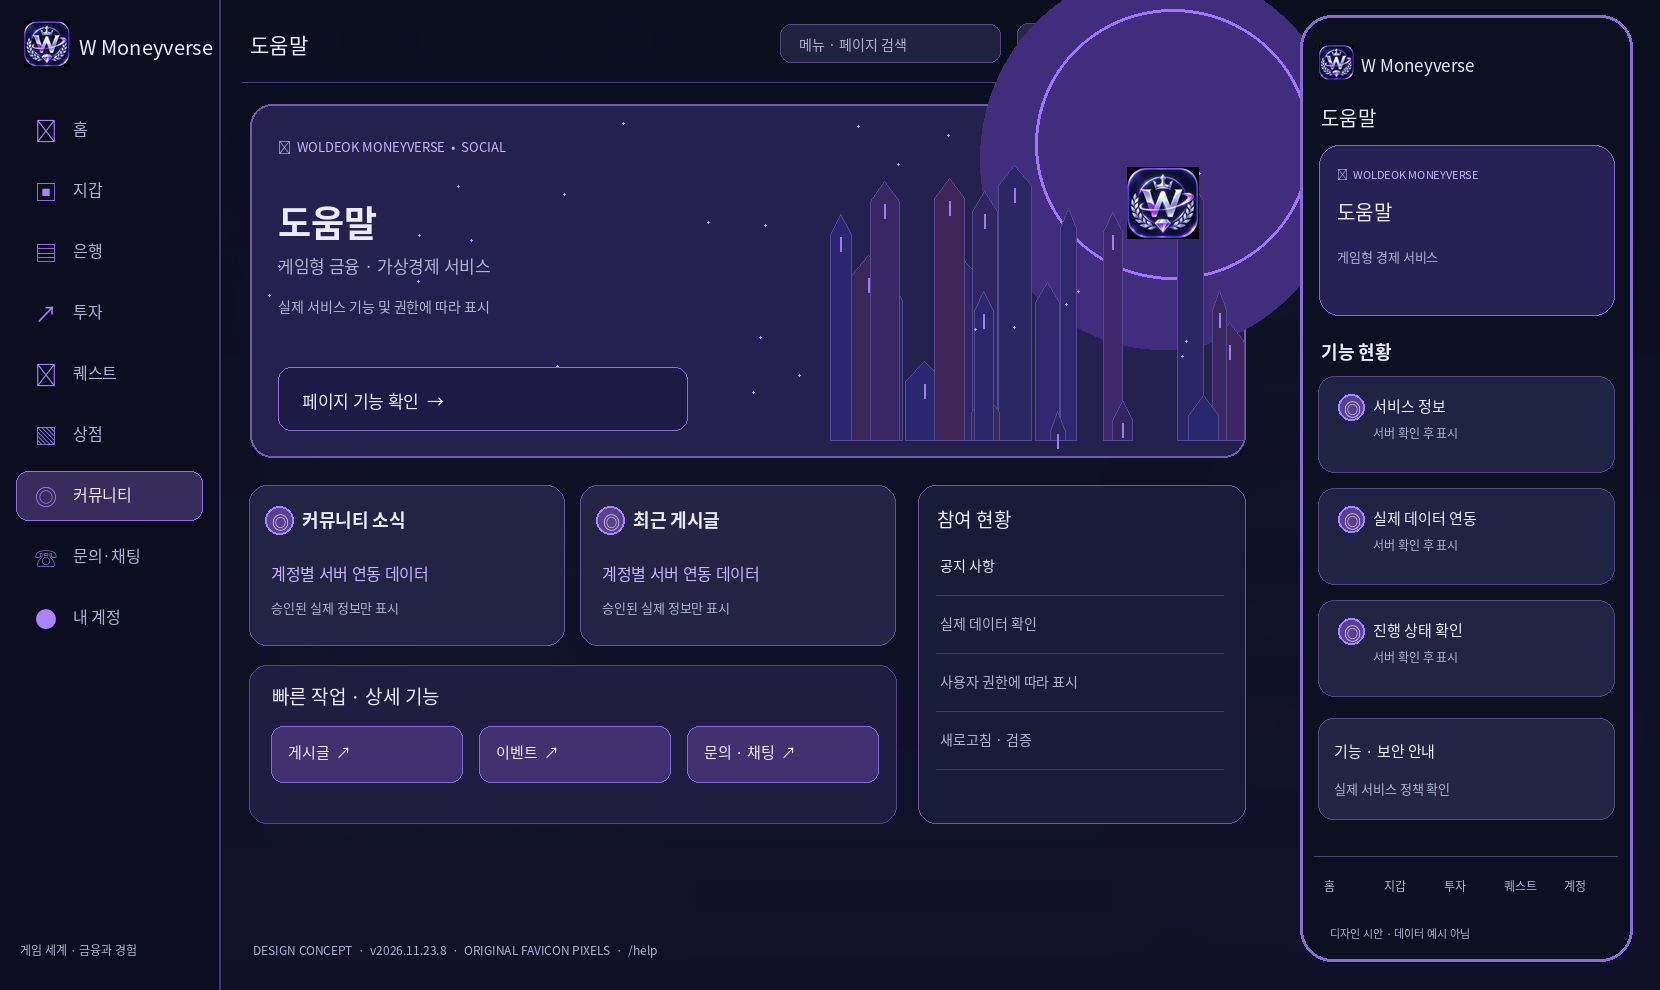 W Moneyverse
홈
지갑
은행
투자
퀘스트
상점
커뮤니티
문의·채팅
내 계정
게임 세계 · 금융과 경험
도움말
메뉴 · 페이지 검색
WOLDEOK MONEYVERSE • SOCIAL
도움말
게임형 금융 · 가상경제 서비스
실제 서비스 기능 및 권한에 따라 표시
페이지 기능 확인 →
W
커뮤니티 소식
계정별 서버 연동 데이터
승인된 실제 정보만 표시
최근 게시글
계정별 서버 연동 데이터
승인된 실제 정보만 표시
빠른 작업 · 상세 기능
게시글 ↗
이벤트 ↗
문의 · 채팅 ↗
참여 현황
공지 사항
실제 데이터 확인
사용자 권한에 따라 표시
새로고침 · 검증
DESIGN CONCEPT · v2026.11.23.8 · ORIGINAL FAVICON PIXELS · /help
W Moneyverse
도움말
WOLDEOK MONEYVERSE
도움말
게임형 경제 서비스
기능 현황
서비스 정보
서버 확인 후 표시
실제 데이터 연동
서버 확인 후 표시
진행 상태 확인
서버 확인 후 표시
기능 · 보안 안내
실제 서비스 정책 확인
홈 지갑 투자 퀘스트 계정
디자인 시안 · 데이터 예시 아님